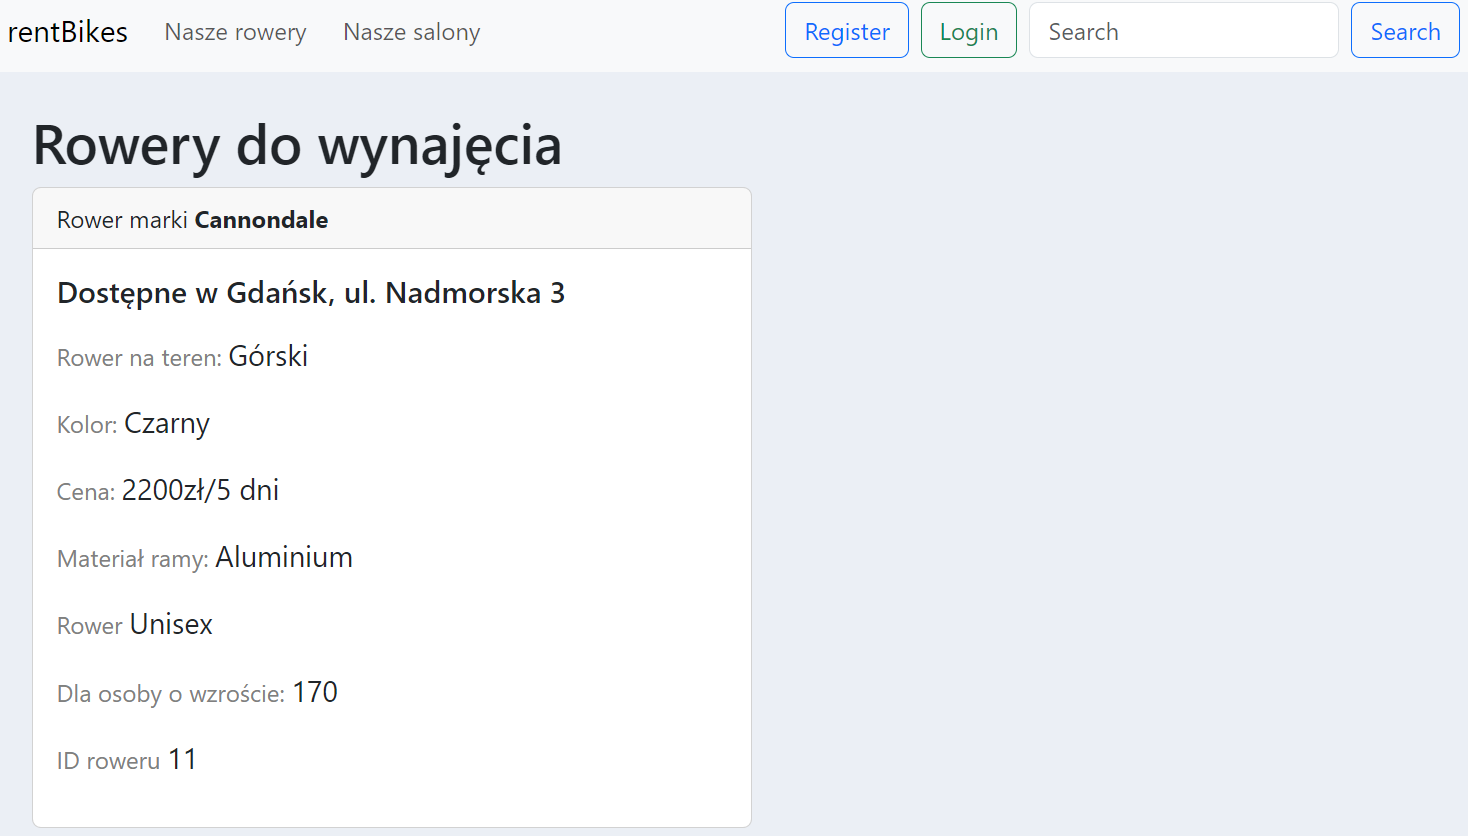 rentBikes Nasze rowery Nasze salony Register Login Search Search
Rowery do wynajęcia
Rower marki Cannondale
Dostępne w Gdańsk, ul. Nadmorska 3
Rower na teren: Górski
Kolor: Czarny
Cena: 2200zł/5 dni
Materiał ramy: Aluminium
Rower Unisex
Dla osoby o wzroście: 170
ID roweru 11